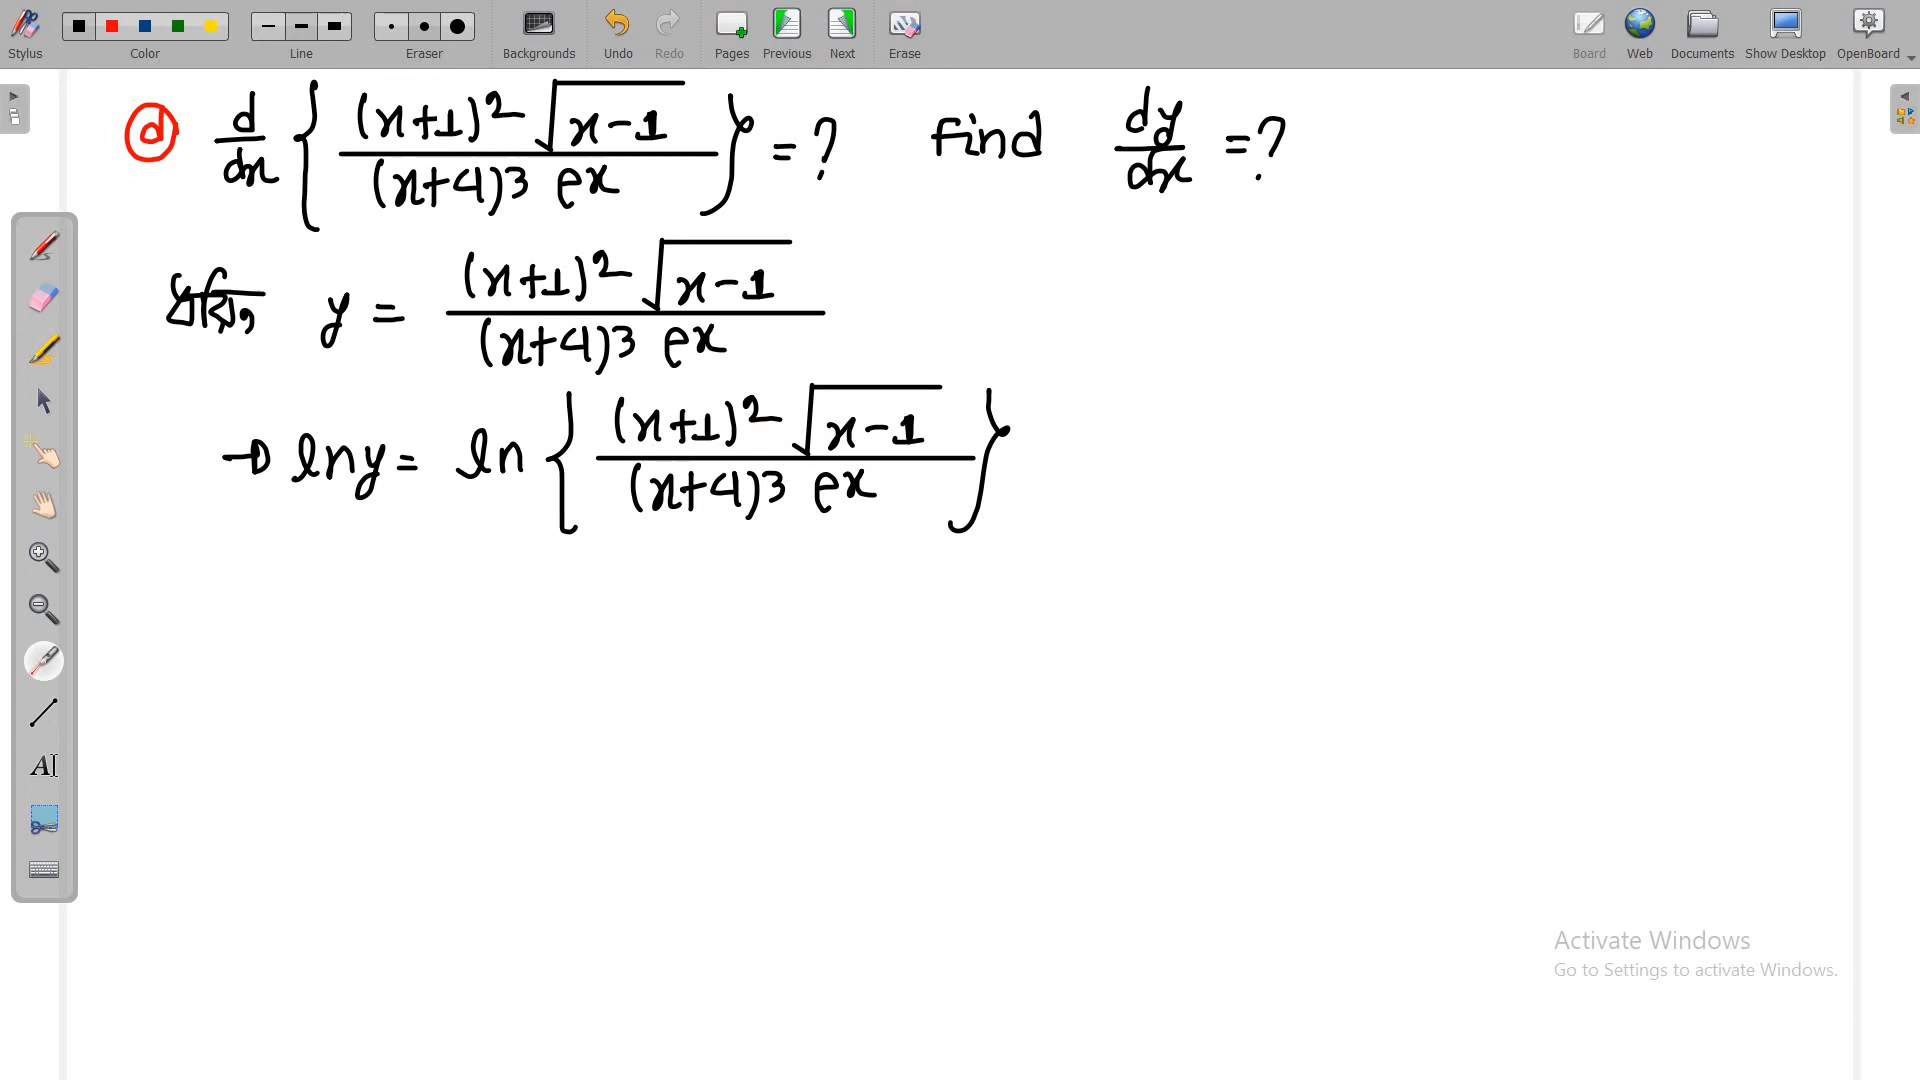 Stylus Color Line Eraser Backgrounds Undo Redo Pages Previous Next Erase Board Web Documents Show Desktop OpenBoard
(d) d/dx {(x+1)² √(x-1) / (x+4)³ eˣ} = ? Find dy/dx = ?
ধরি, y = (x+1)² √(x-1) / (x+4)³ eˣ
→ ln y = ln {(x+1)² √(x-1) / (x+4)³ eˣ}
Activate Windows
Go to Settings to activate Windows.